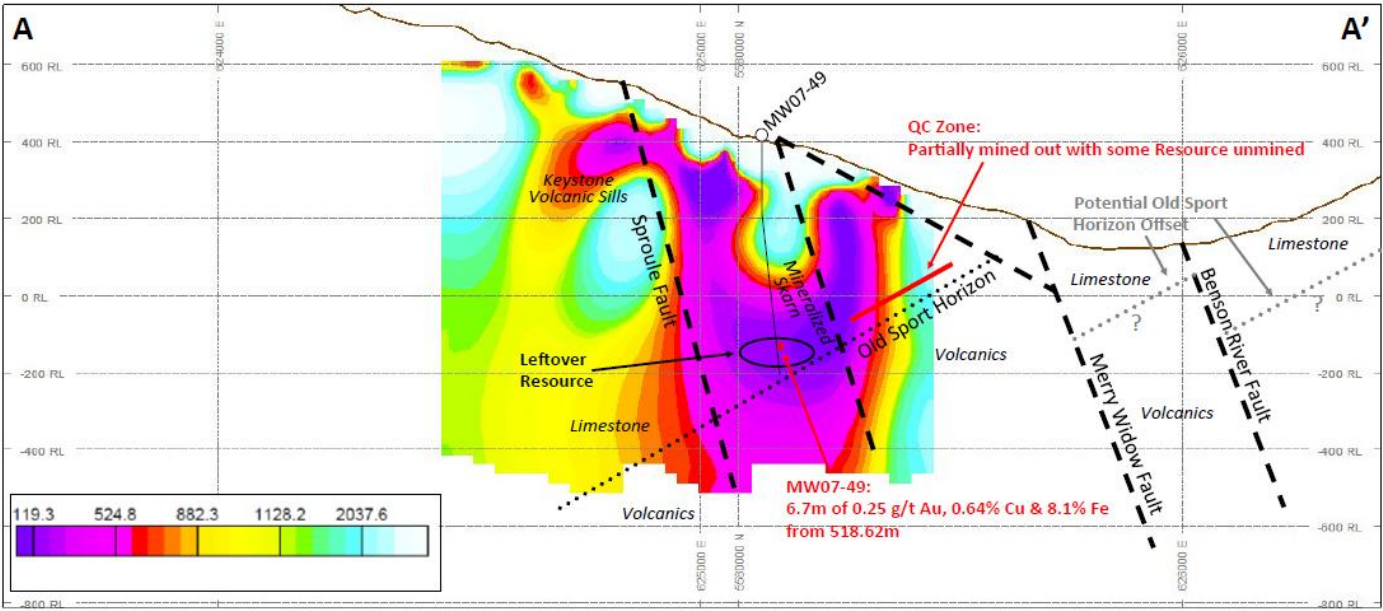 A
A'
624000 E
625000 E
5580000 N
626000 E
600 RL
600 RL
MW07-49
QC Zone:
Partially mined out with some Resource unmined
400 RL
400 RL
Keystone
Volcanic Sills
Potential Old Sport
Horizon Offset
200 RL
200 RL
Sproule Fault
Limestone
Mineralized
Skarn
Limestone
0 RL
0 RL
Old Sport Horizon
Benson River Fault
?
?
Leftover
Resource
Volcanics
-200 RL
-200 RL
Merry Widow Fault
Limestone
Volcanics
-400 RL
-400 RL
MW07-49:
6.7m of 0.25 g/t Au, 0.64% Cu & 8.1% Fe
from 518.62m
Volcanics
119.3 524.8 882.3 1128.2 2037.6
-600 RL
625000 E
5580000 N
626000 E
-800 RL
-800 RL